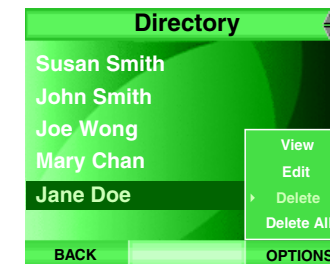 Directory
Susan Smith
John Smith
Joe Wong
Mary Chan
Jane Doe
View
Edit
Delete
Delete All
BACK
OPTIONS